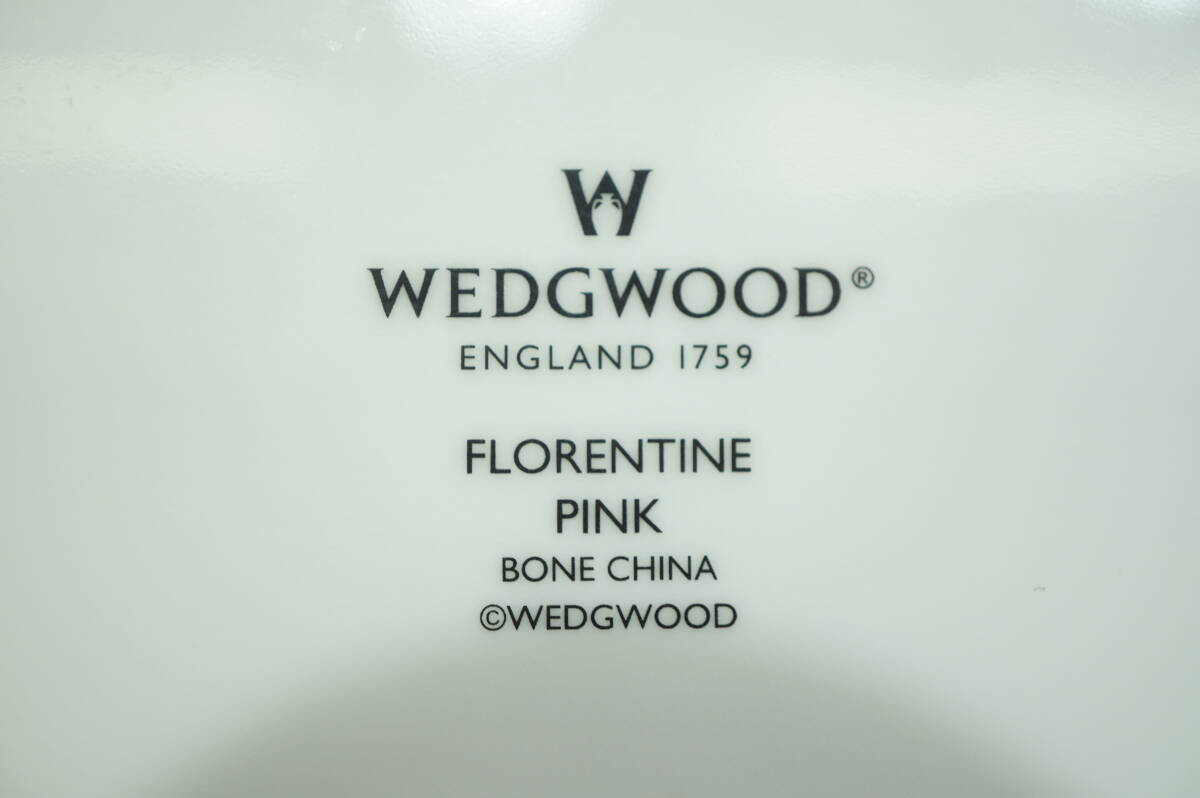 W
WEDGWOOD®
ENGLAND 1759
FLORENTINE
PINK
BONE CHINA
©WEDGWOOD